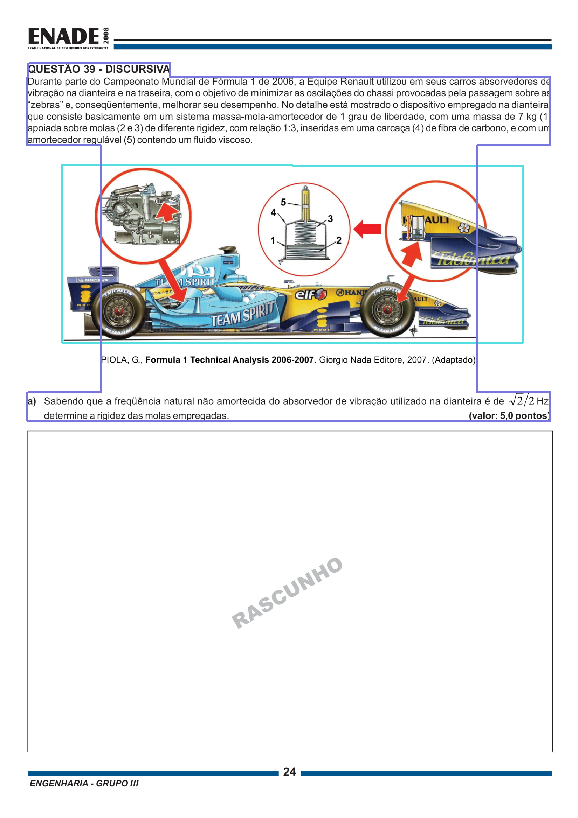 ENADE 2008
QUESTÃO 39 - DISCURSIVA
Durante parte do Campeonato Mundial de Fórmula 1 de 2006, a Equipe Renault utilizou em seus carros absorvedores de
vibração na dianteira e na traseira, com o objetivo de minimizar as oscilações do chassi provocadas pela passagem sobre as
"zebras" e, conseqüentemente, melhorar seu desempenho. No detalhe está mostrado o dispositivo empregado na dianteira,
que consiste basicamente em um sistema massa-mola-amortecedor de 1 grau de liberdade, com uma massa de 7 kg (1)
apoiada sobre molas (2 e 3) de diferente rigidez, com relação 1:3, inseridas em uma carcaça (4) de fibra de carbono, e com um
amortecedor regulável (5) contendo um fluido viscoso.
5
4
3
1
2
AULT
Telefónica
TEAM SPIRIT
elf
HANJ
AULT
TEAM SPIRIT
PIOLA, G., Formula 1 Technical Analysis 2006-2007. Giorgio Nada Editore, 2007. (Adaptado)
a) Sabendo que a freqüência natural não amortecida do absorvedor de vibração utilizado na dianteira é de √2/2 Hz,
determine a rigidez das molas empregadas. (valor: 5,0 pontos)
RASCUNHO
24
ENGENHARIA - GRUPO III